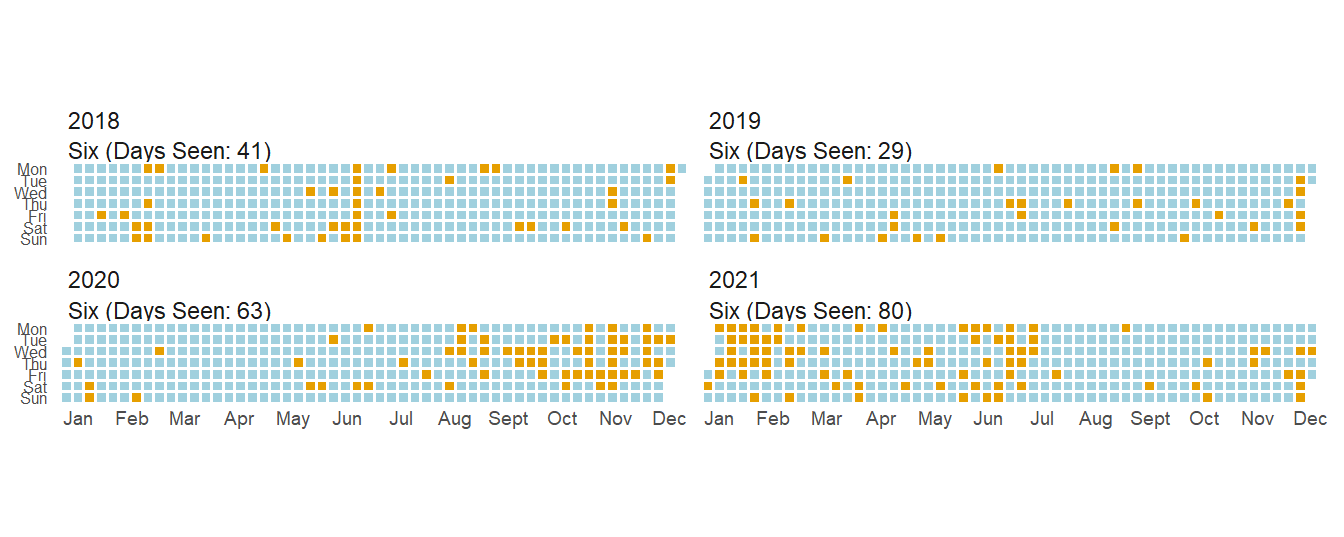 2018
Six (Days Seen: 41)
Mon
Tue
Wed
Thu
Fri
Sat
Sun
2019
Six (Days Seen: 29)
2020
Six (Days Seen: 63)
Mon
Tue
Wed
Thu
Fri
Sat
Sun
Jan Feb Mar Apr May Jun Jul Aug Sept Oct Nov Dec
2021
Six (Days Seen: 80)
Jan Feb Mar Apr May Jun Jul Aug Sept Oct Nov Dec